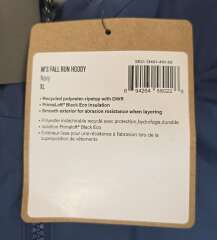 M'S FALL RUN HOODY
Navy
XL
• Recycled polyester ripstop with DWR
• PrimaLoft® Black Eco insulation
• Smooth exterior for abrasion resistance when layering
• Polyester indéchirable recyclé avec protection hydrofuge durable
• Isolation PrimaLoft® Black Eco
• Extérieur lisse pour une résistance à l'abrasion lors de la
superposition de vêtements